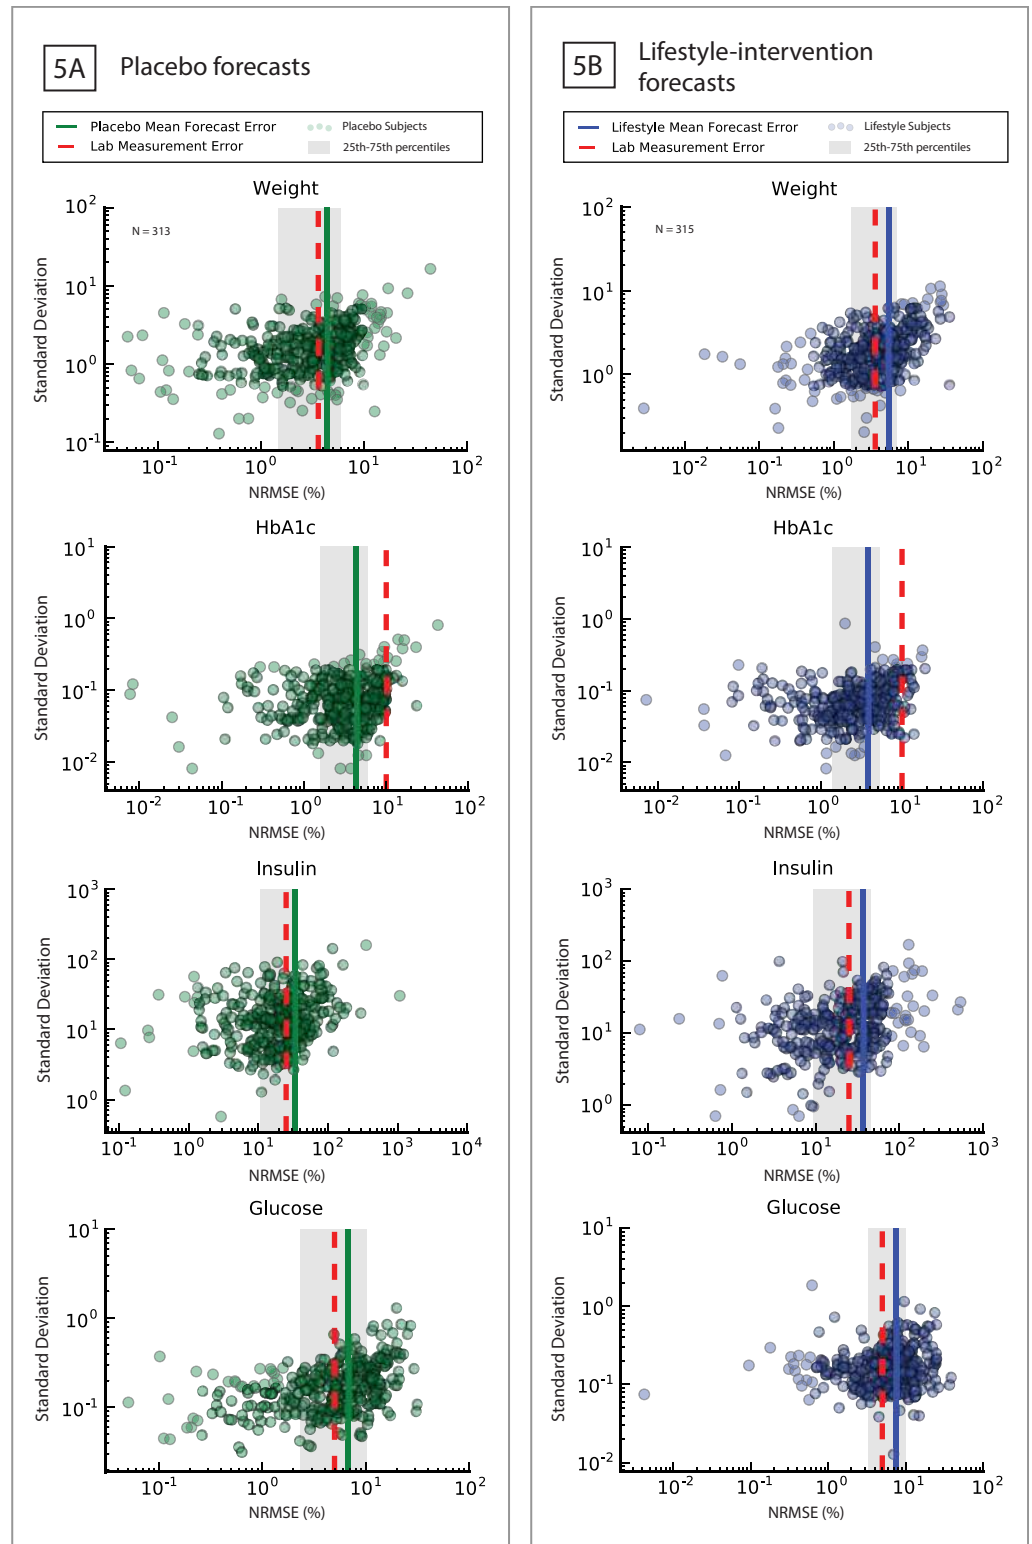 5A Placebo forecasts
Placebo Mean Forecast Error
Placebo Subjects
Lab Measurement Error
25th-75th percentiles
Weight
10^2
10^1
10^0
10^-1
N = 313
Standard Deviation
10^-1 10^0 10^1 10^2
NRMSE (%)
HbA1c
10^1
10^0
10^-1
10^-2
Standard Deviation
10^-2 10^-1 10^0 10^1 10^2
NRMSE (%)
Insulin
10^3
10^2
10^1
10^0
Standard Deviation
10^-1 10^0 10^1 10^2 10^3 10^4
NRMSE (%)
Glucose
10^1
10^0
10^-1
Standard Deviation
10^-1 10^0 10^1 10^2
NRMSE (%)
5B Lifestyle-intervention
forecasts
Lifestyle Mean Forecast Error
Lifestyle Subjects
Lab Measurement Error
25th-75th percentiles
Weight
10^2
10^1
10^0
N = 315
Standard Deviation
10^-2 10^-1 10^0 10^1 10^2
NRMSE (%)
HbA1c
10^1
10^0
10^-1
10^-2
Standard Deviation
10^-2 10^-1 10^0 10^1 10^2
NRMSE (%)
Insulin
10^3
10^2
10^1
10^0
Standard Deviation
10^-1 10^0 10^1 10^2 10^3
NRMSE (%)
Glucose
10^1
10^0
10^-1
10^-2
Standard Deviation
10^-2 10^-1 10^0 10^1 10^2
NRMSE (%)